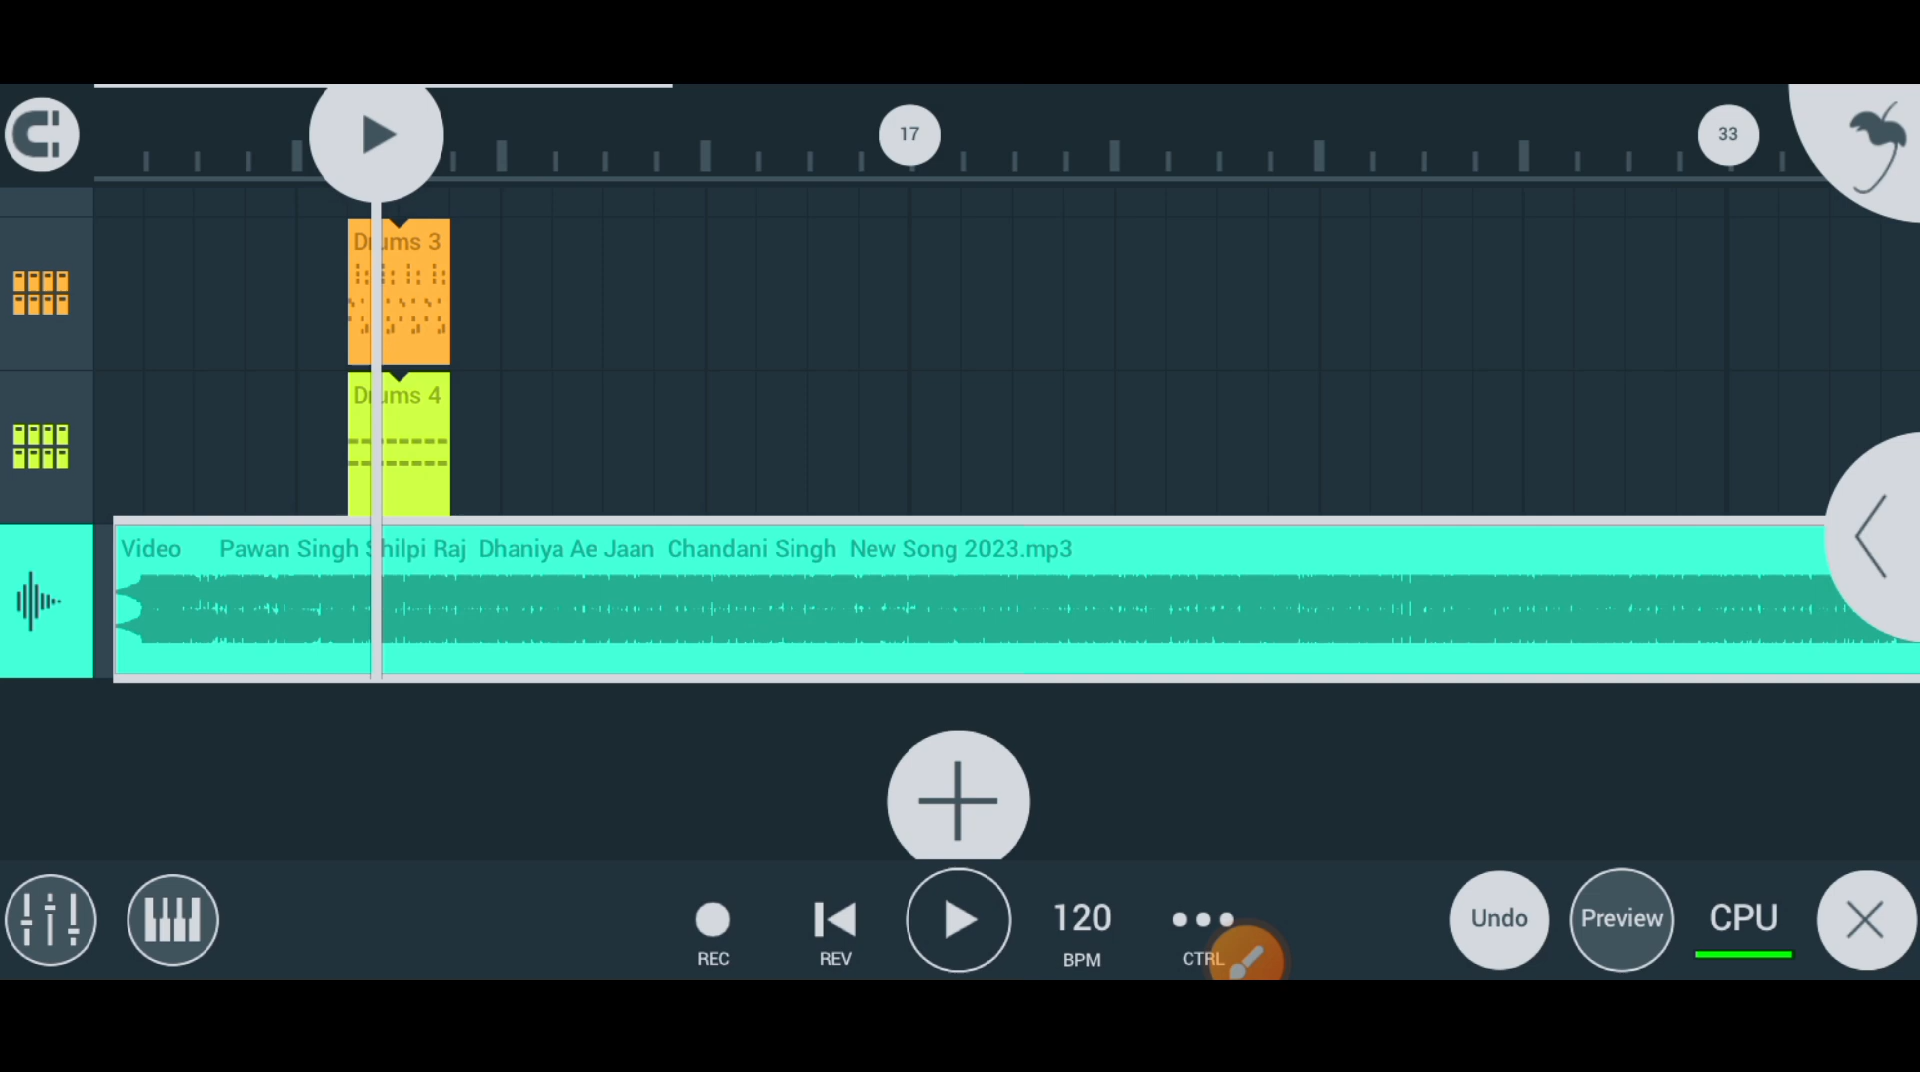 17
33
Drums 3
Drums 4
Video Pawan Singh Shilpi Raj Dhaniya Ae Jaan Chandani Singh New Song 2023.mp3
REC
REV
120
BPM
CTRL
Undo
Preview
CPU